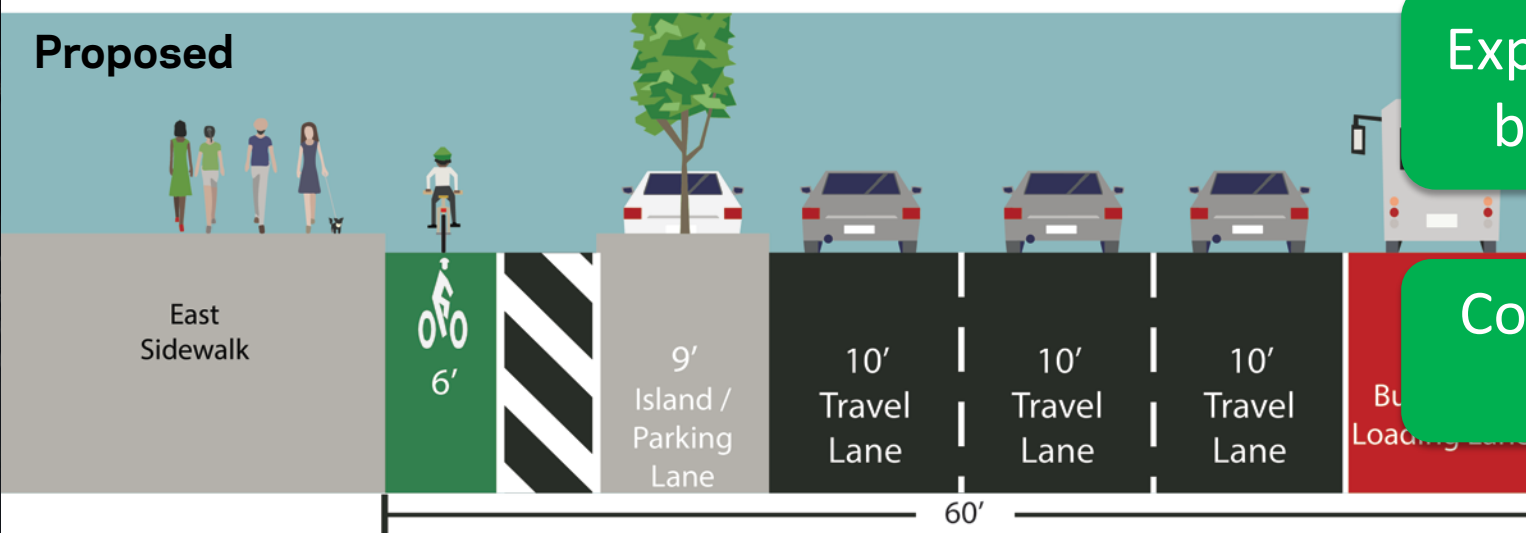 Proposed
East
Sidewalk
6′
9′
Island /
Parking
Lane
10′
Travel
Lane
10′
Travel
Lane
10′
Travel
Lane
60′